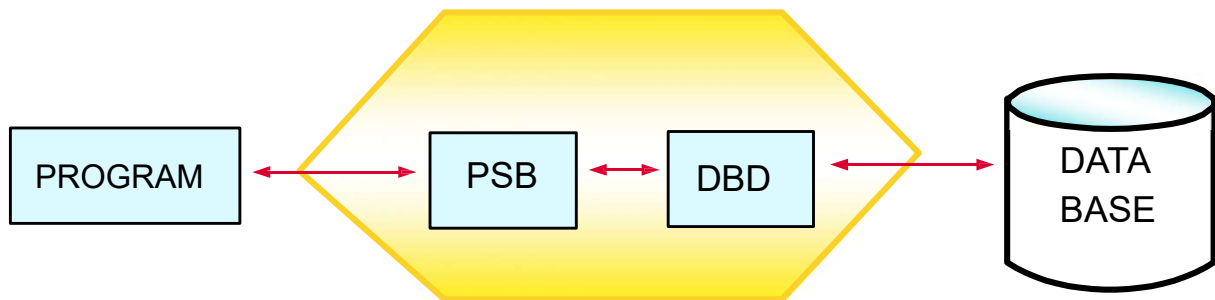 PROGRAM
PSB
DBD
DATA
BASE